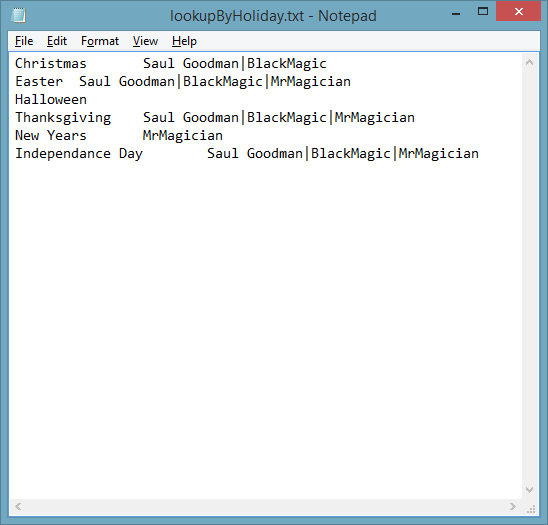 lookupByHoliday.txt - Notepad
File Edit Format View Help
Christmas	Saul Goodman|BlackMagic
Easter	Saul Goodman|BlackMagic|MrMagician
Halloween
Thanksgiving	Saul Goodman|BlackMagic|MrMagician
New Years	MrMagician
Independance Day	Saul Goodman|BlackMagic|MrMagician